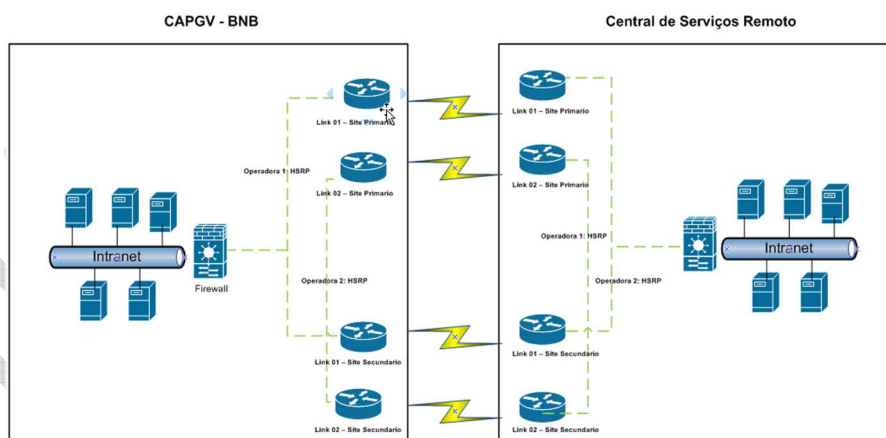 CAPGV - BNB
Central de Serviços Remoto
Link 01 – Site Primario
Link 01 – Site Primario
Operadora 1: HSRP
Link 02 – Site Primario
Link 02 – Site Primario
Operadora 1: HSRP
Intranet
Intranet
Firewall
Operadora 2: HSRP
Operadora 2: HSRP
Link 01 – Site Secundario
Link 01 – Site Secundario
Link 02 – Site Secundario
Link 02 – Site Secundario